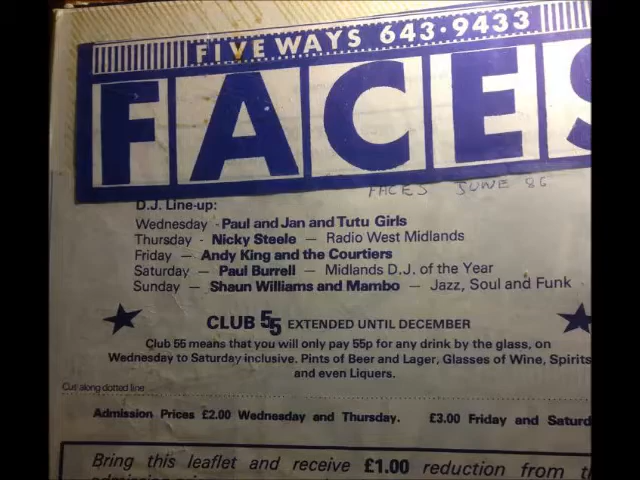 FIVE WAYS 643·9433
FACES
FACES JUNE 86
D.J. Line-up:
Wednesday - Paul and Jan and Tutu Girls
Thursday - Nicky Steele — Radio West Midlands
Friday — Andy King and the Courtiers
Saturday — Paul Burrell — Midlands D.J. of the Year
Sunday — Shaun Williams and Mambo — Jazz, Soul and Funk
CLUB 55 EXTENDED UNTIL DECEMBER
Club 55 means that you will only pay 55p for any drink by the glass, on
Wednesday to Saturday inclusive. Pints of Beer and Lager, Glasses of Wine, Spirits
and even Liquers.
Cut along dotted line
Admission Prices £2.00 Wednesday and Thursday. £3.00 Friday and Saturd
Bring this leaflet and receive £1.00 reduction from